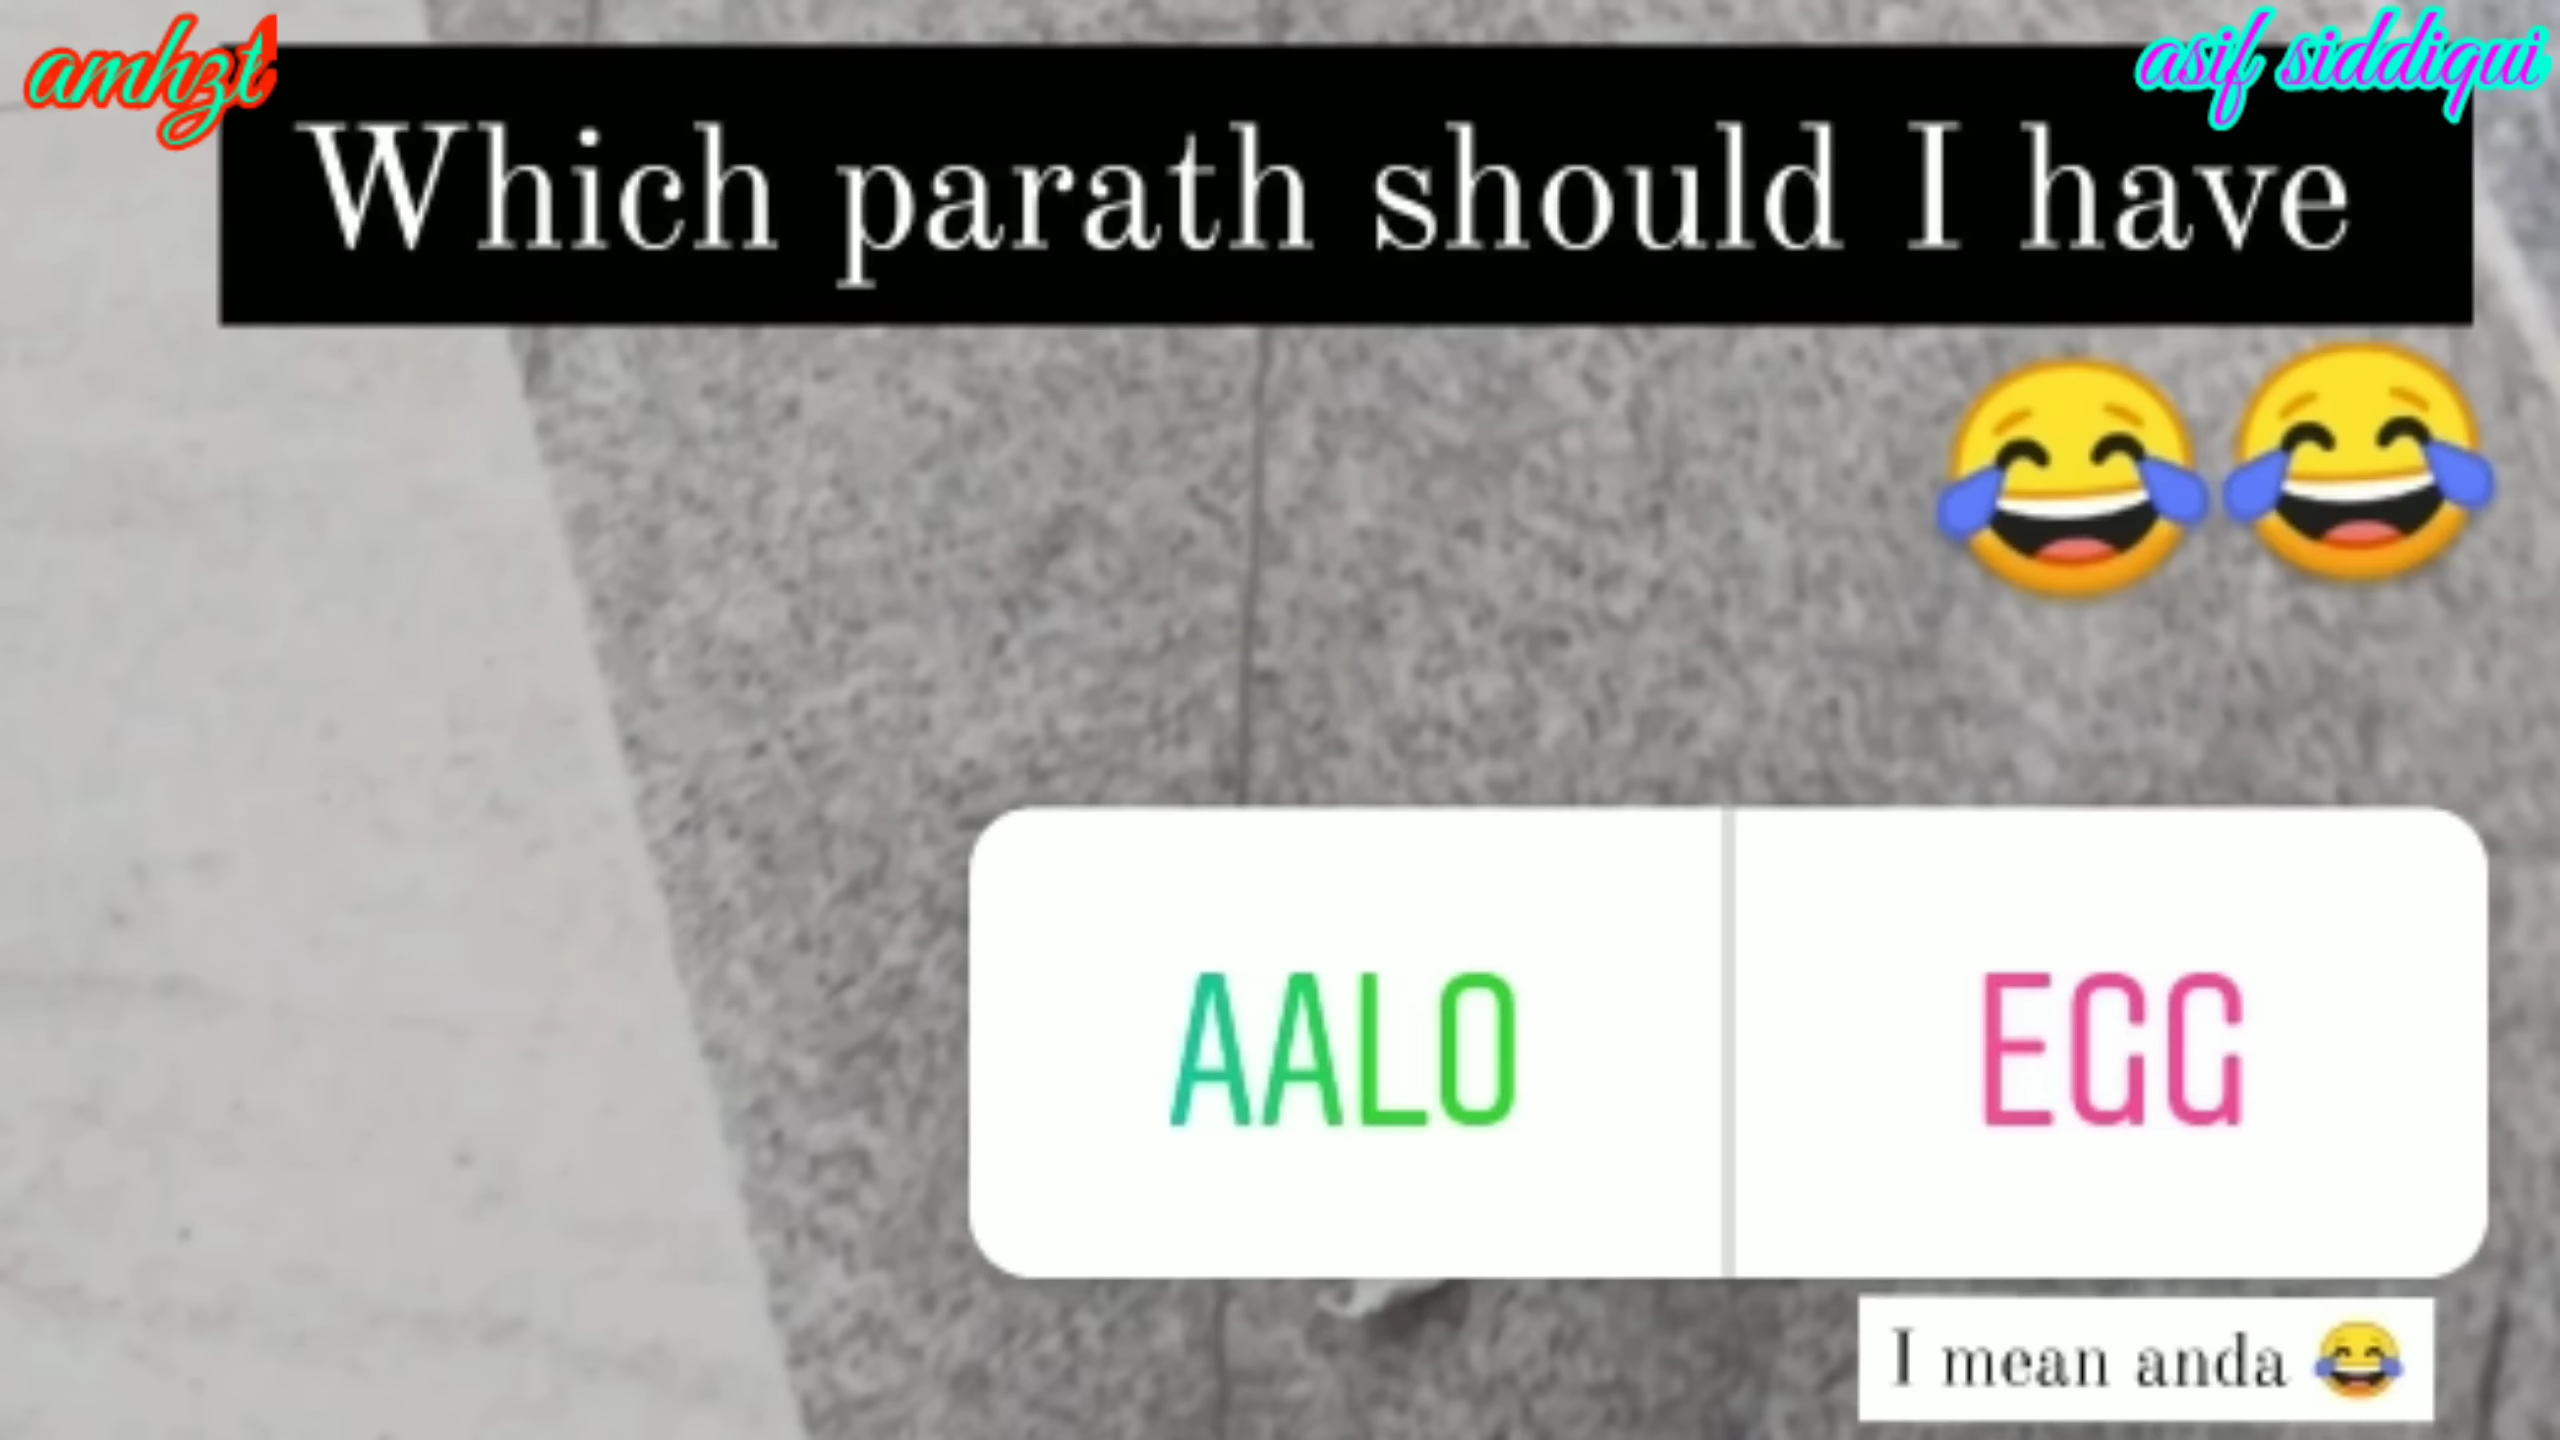 amhzt
asif siddiqui
Which parath should I have
😂😂
AALO
EGG
I mean anda 😂